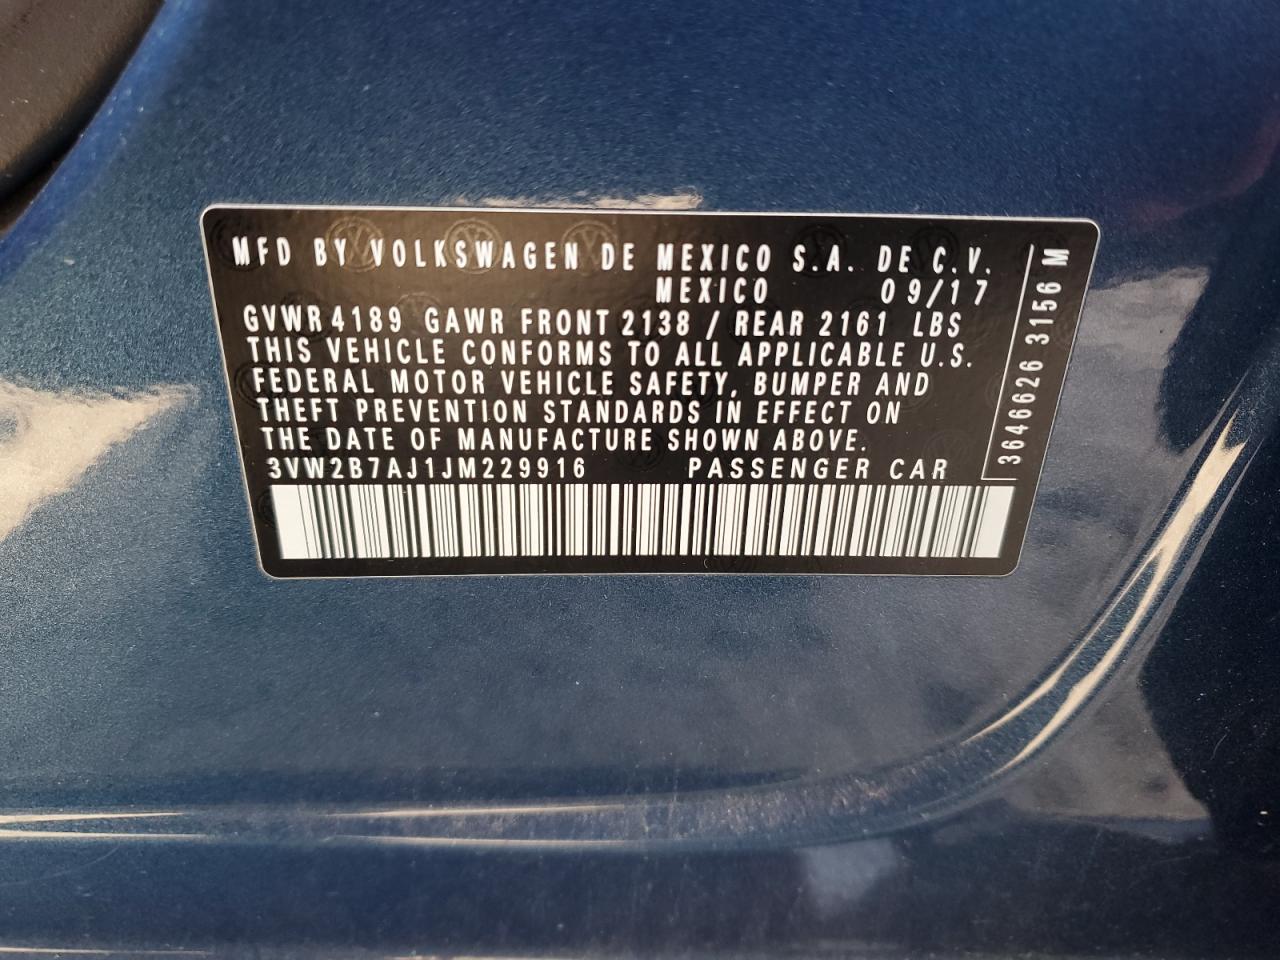 MFD BY VOLKSWAGEN DE MEXICO S.A. DE C.V.
MEXICO 09/17
GVWR 4189 GAWR FRONT 2138 / REAR 2161 LBS
THIS VEHICLE CONFORMS TO ALL APPLICABLE U.S.
FEDERAL MOTOR VEHICLE SAFETY, BUMPER AND
THEFT PREVENTION STANDARDS IN EFFECT ON
THE DATE OF MANUFACTURE SHOWN ABOVE.
3VW2B7AJ1JM229916 PASSENGER CAR
3646626 3156 M